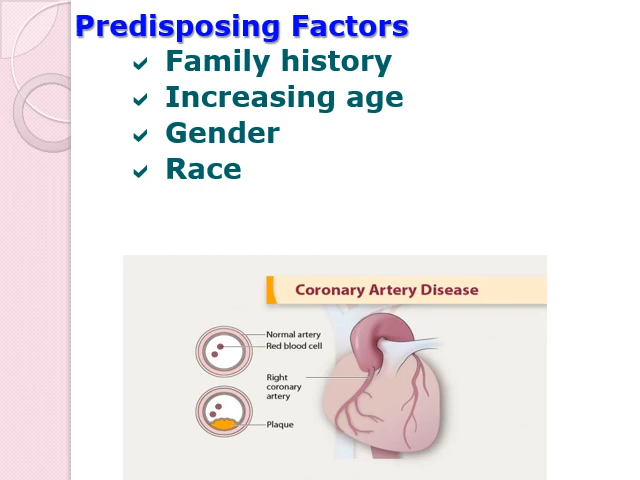 Predisposing Factors
Family history
Increasing age
Gender
Race
Coronary Artery Disease
Normal artery
Red blood cell
Right
coronary
artery
Plaque